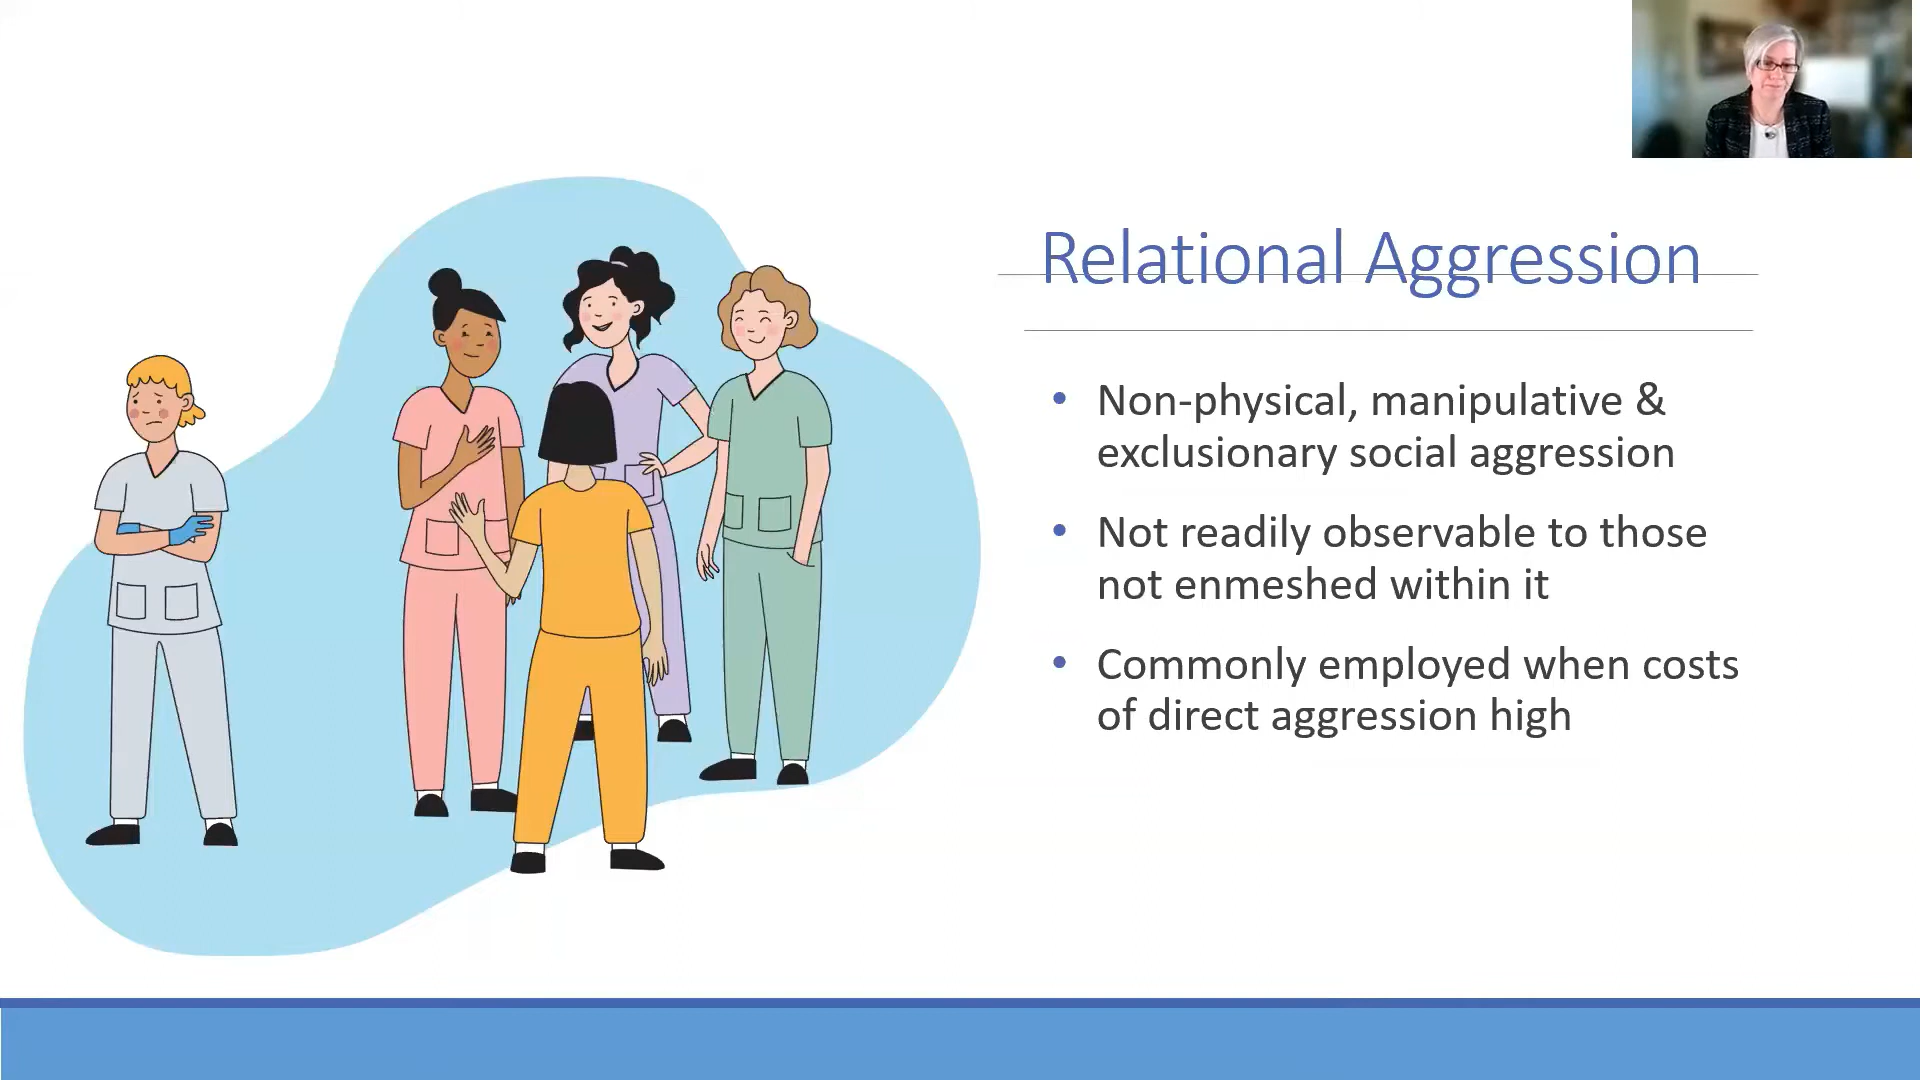 Relational Aggression
• Non-physical, manipulative &
exclusionary social aggression
• Not readily observable to those
not enmeshed within it
• Commonly employed when costs
of direct aggression high